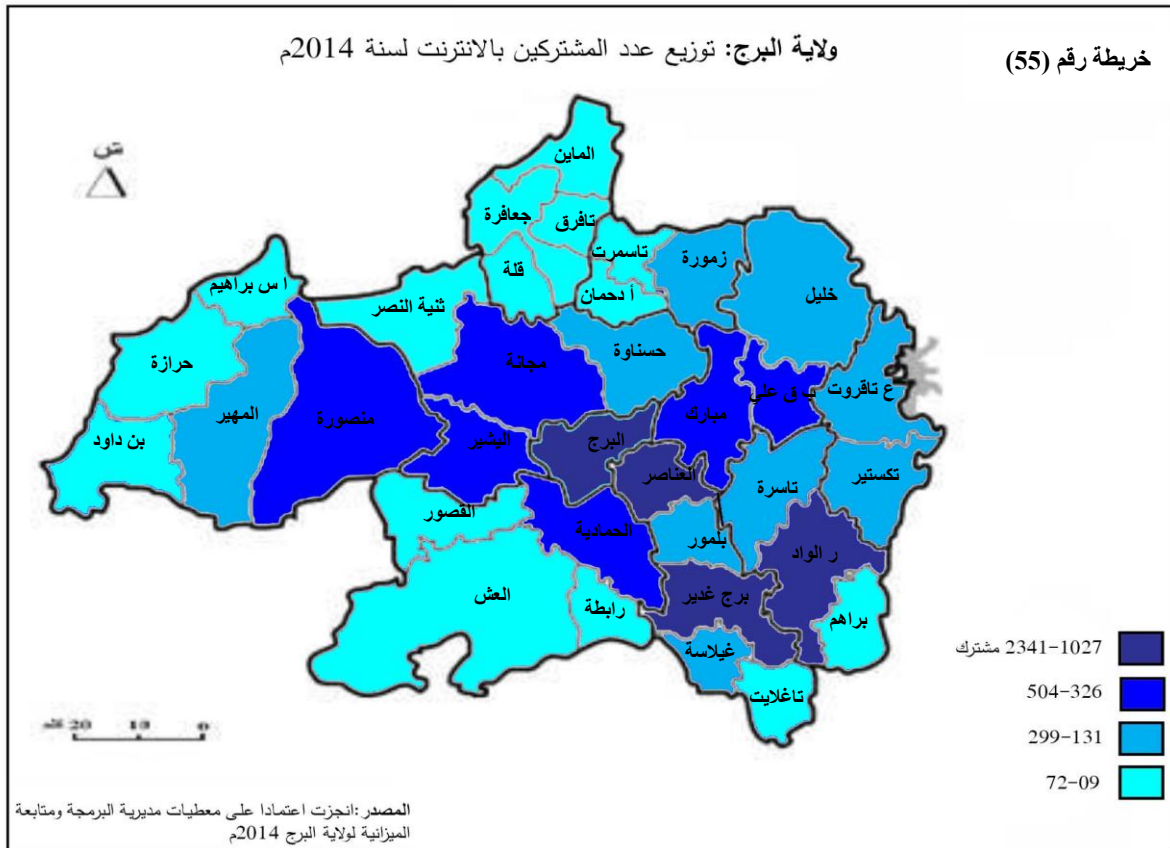 خريطة رقم (55)
ولاية البرج: توزيع عدد المشتركين بالانترنت لسنة 2014م
ش
الماين
جعافرة
تافرق
تاسمرت
زمورة
قلة
أ دحمان
خليل
ا س براهيم
ثنية النصر
حسناوة
مجانة
حرازة
ع تاقروت
ب ق علي
مبارك
المهير
منصورة
البرج
اليشير
بن داود
العناصر
تاسرة
تكستير
القصور
الحمادية
بلمور
ر الواد
العش
رابطة
برج غدير
براهم
غيلاسة
تاغلايت
1027-2341 مشترك
326-504
131-299
09-72
20 10 0
المصدر:انجزت اعتمادا على معطيات مديرية البرمجة ومتابعة
الميزانية لولاية البرج 2014م